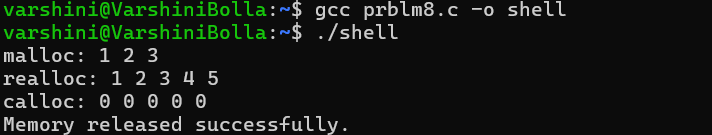 varshini@VarshiniBolla:~$ gcc prblm8.c -o shell
varshini@VarshiniBolla:~$ ./shell
malloc: 1 2 3
realloc: 1 2 3 4 5
calloc: 0 0 0 0 0
Memory released successfully.